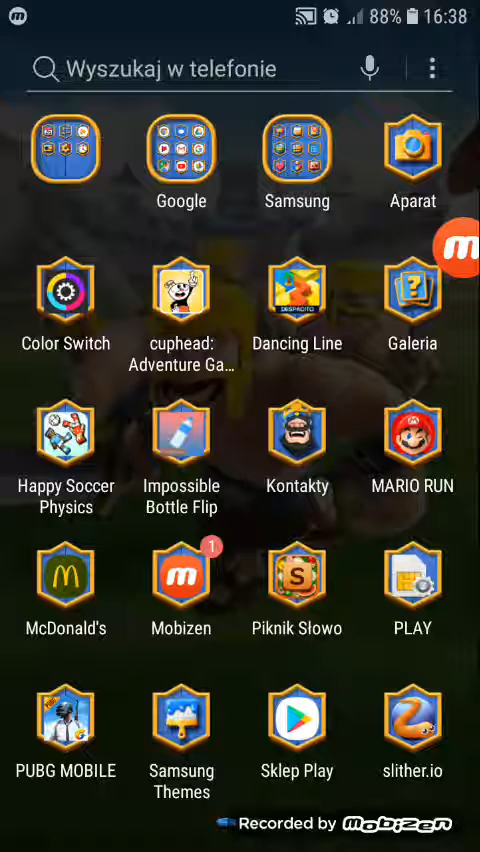 88% 16:38
Wyszukaj w telefonie
Google
Samsung
Aparat
Color Switch
cuphead:
Adventure Ga...
Dancing Line
DESPACITO
Galeria
Happy Soccer
Physics
Impossible
Bottle Flip
Kontakty
MARIO RUN
McDonald's
1
Mobizen
Piknik Słowo
S
PLAY
PUBG MOBILE
Samsung
Themes
Sklep Play
slither.io
Recorded by mobizen